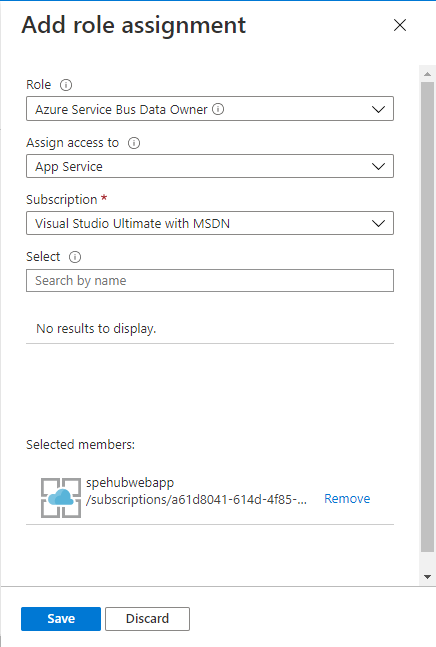 Add role assignment
Role
Azure Service Bus Data Owner
Assign access to
App Service
Subscription *
Visual Studio Ultimate with MSDN
Select
Search by name
No results to display.
Selected members:
spehubwebapp
/subscriptions/a61d8041-614d-4f85-...
Remove
Save
Discard